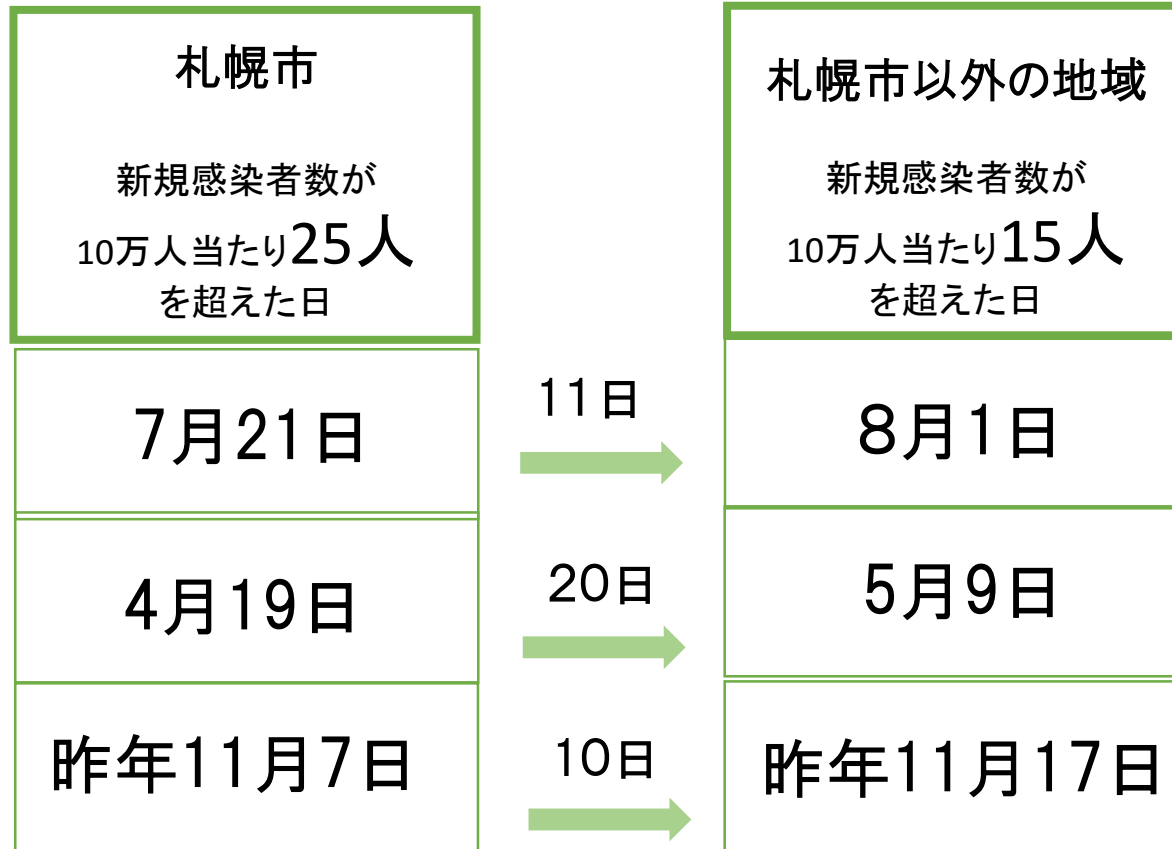 札幌市
新規感染者数が
10万人当たり25人
を超えた日
札幌市以外の地域
新規感染者数が
10万人当たり15人
を超えた日
7月21日
11日
8月1日
4月19日
20日
5月9日
昨年11月7日
10日
昨年11月17日